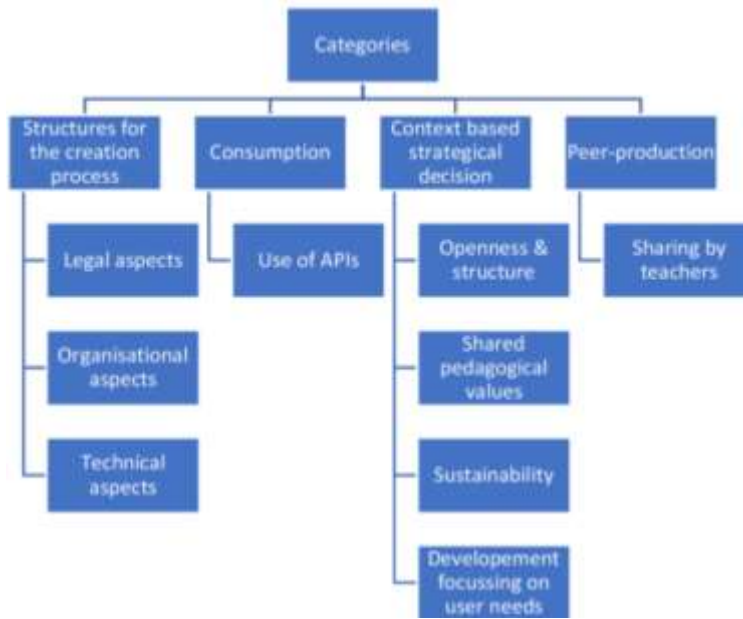 Categories
Structures for
the creation
process
Consumption
Context based
strategical
decision
Peer-production
Legal aspects
Organisational
aspects
Technical
aspects
Use of APIs
Openness &
structure
Shared
pedagogical
values
Sustainability
Developement
focussing on
user needs
Sharing by
teachers